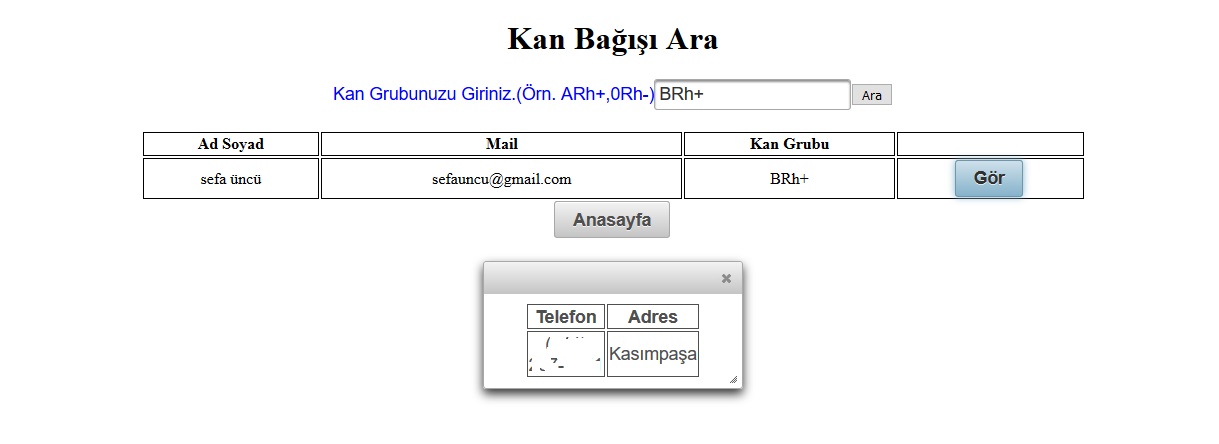 Kan Bağışı Ara
Kan Grubunuzu Giriniz.(Örn. ARh+,0Rh-) BRh+ Ara
Ad Soyad Mail Kan Grubu
sefa üncü sefauncu@gmail.com BRh+ Gör
Anasayfa
Telefon Adres
Kasımpaşa